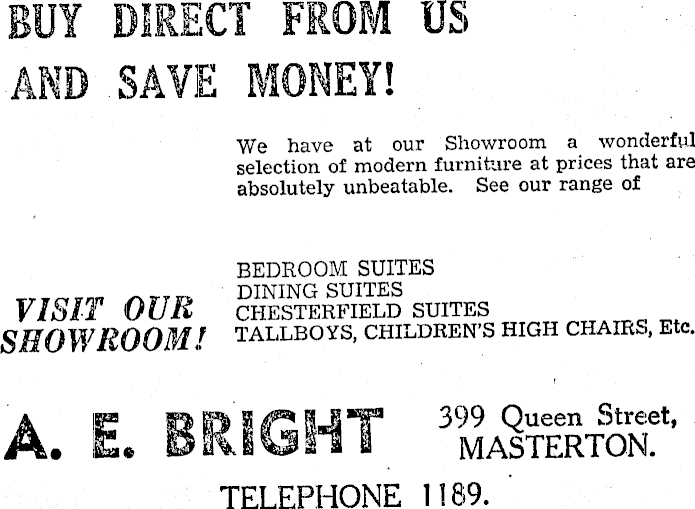 BUY DIRECT FROM US
AND SAVE MONEY!
We have at our Showroom a wonderful
selection of modern furniture at prices that are
absolutely unbeatable. See our range of
BEDROOM SUITES
DINING SUITES
CHESTERFIELD SUITES
TALLBOYS, CHILDREN'S HIGH CHAIRS, Etc.
VISIT OUR
SHOWROOM!
A. E. BRIGHT
399 Queen Street,
MASTERTON.
TELEPHONE 1189.